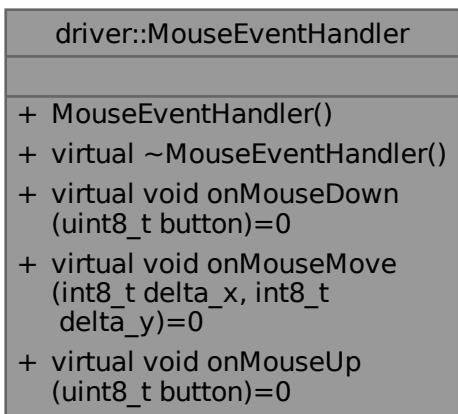 driver::MouseEventHandler
+ MouseEventHandler()
+ virtual ~MouseEventHandler()
+ virtual void onMouseDown
(uint8_t button)=0
+ virtual void onMouseMove
(int8_t delta_x, int8_t
delta_y)=0
+ virtual void onMouseUp
(uint8_t button)=0